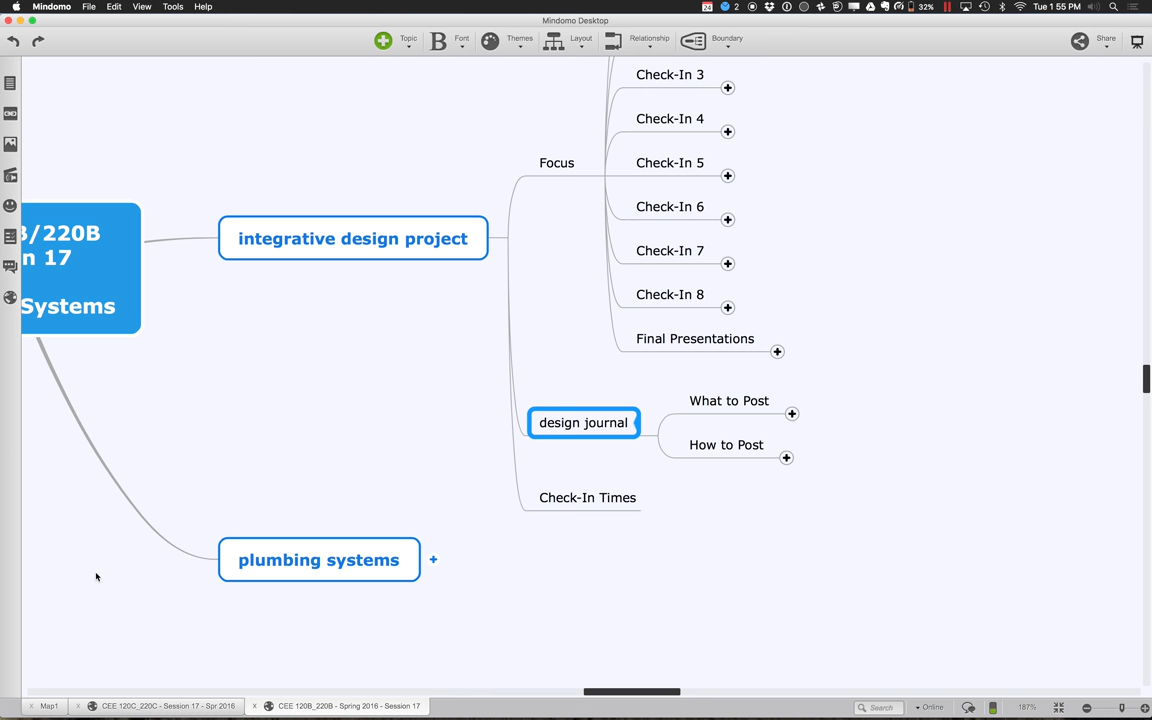 Mindomo File Edit View Tools Help
24 2 32% Tue 1 55 PM
Mindomo Desktop
Topic Font Themes Layout Relationship Boundary Share
Check-In 3
Check-In 4
Check-In 5
Check-In 6
Check-In 7
Check-In 8
Final Presentations
Focus
B/220B
n 17
Systems
integrative design project
What to Post
design journal
How to Post
Check-In Times
plumbing systems
x Map1 x CEE 120C_220C - Session 17 - Spr 2016 x CEE 120B_220B - Spring 2016 - Session 17 Search Online 187%